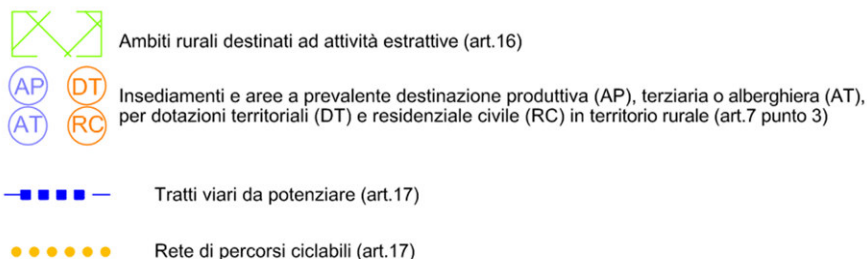 Ambiti rurali destinati ad attività estrattive (art.16)
AP DT
AT RC
Insediamenti e aree a prevalente destinazione produttiva (AP), terziaria o alberghiera (AT),
per dotazioni territoriali (DT) e residenziale civile (RC) in territorio rurale (art.7 punto 3)
Tratti viari da potenziare (art.17)
Rete di percorsi ciclabili (art.17)